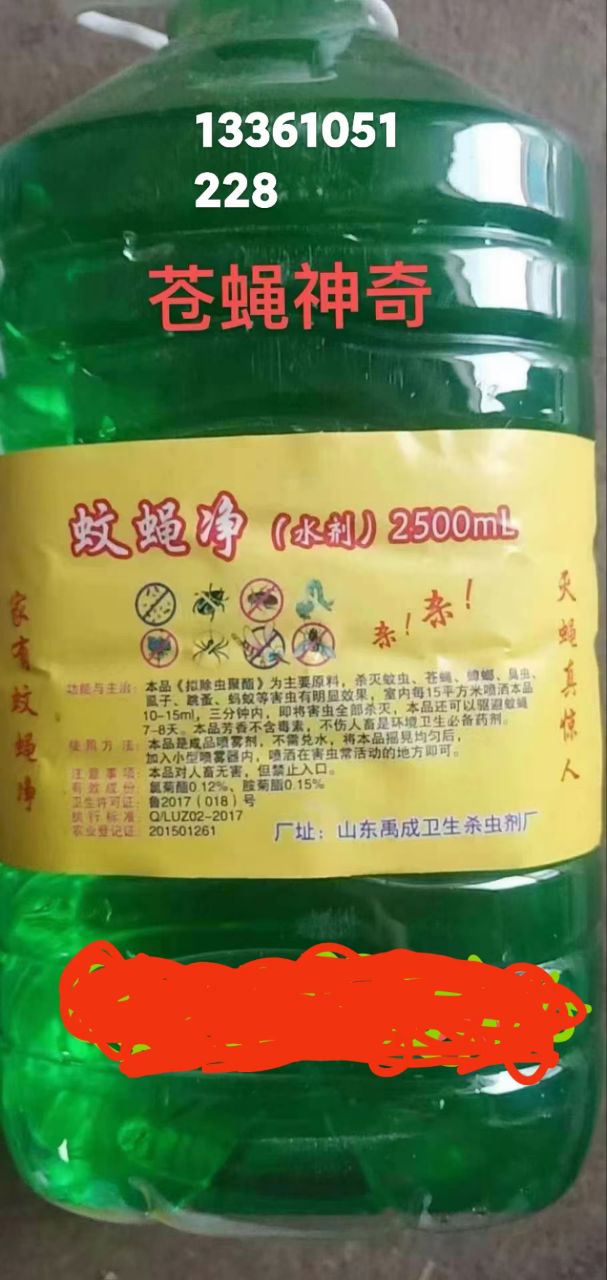 13361051
228
苍蝇神奇
蚊蝇净（水剂）2500mL
家有蚊蝇净
杀！杀！
灭蝇真惊人
功能与主治：本品《拟除虫聚酯》为主要原料，杀灭蚊虫、苍蝇、蟑螂、臭虫、
虱子、跳蚤、蚂蚁等害虫有明显效果，室内每15平方米喷洒本品
10-15ml，三分钟内，即将害虫全部杀灭，本品还可以驱避蚊蝇
7-8天。本品芳香不含毒素，不伤人畜是环境卫生必备药剂。
使用方法：本品是成品喷雾剂，不需兑水，将本品摇晃均匀后，
加入小型喷雾器内，喷洒在害虫常活动的地方即可。
注意事项：本品对人畜无害，但禁止入口。
有效成份：氯菊酯0.12%、胺菊酯0.15%
卫生许可证：鲁2017（018）号
执行标准：Q/LUZ02-2017
农业登记证：201501261
厂址：山东禹成卫生杀虫剂厂